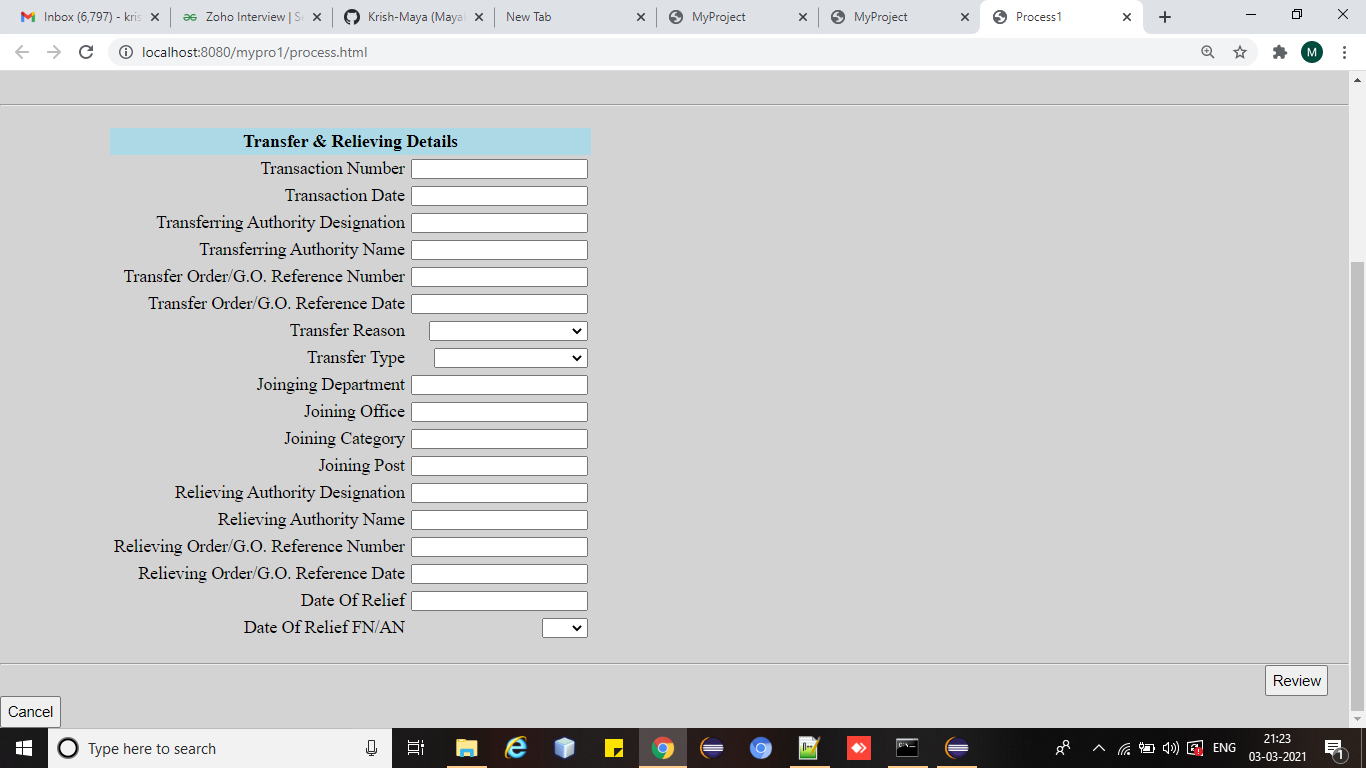 Inbox (6,797) - kris
Zoho Interview | Se
Krish-Maya (Maya
New Tab
MyProject
MyProject
Process1
localhost:8080/mypro1/process.html
M
Transfer & Relieving Details
Transaction Number
Transaction Date
Transferring Authority Designation
Transferring Authority Name
Transfer Order/G.O. Reference Number
Transfer Order/G.O. Reference Date
Transfer Reason
Transfer Type
Joinging Department
Joining Office
Joining Category
Joining Post
Relieving Authority Designation
Relieving Authority Name
Relieving Order/G.O. Reference Number
Relieving Order/G.O. Reference Date
Date Of Relief
Date Of Relief FN/AN
Review
Cancel
Type here to search
ENG
21:23
03-03-2021
1